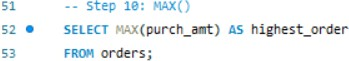 51 -- Step 10: MAX()
52 SELECT MAX(purch_amt) AS highest_order
53 FROM orders;